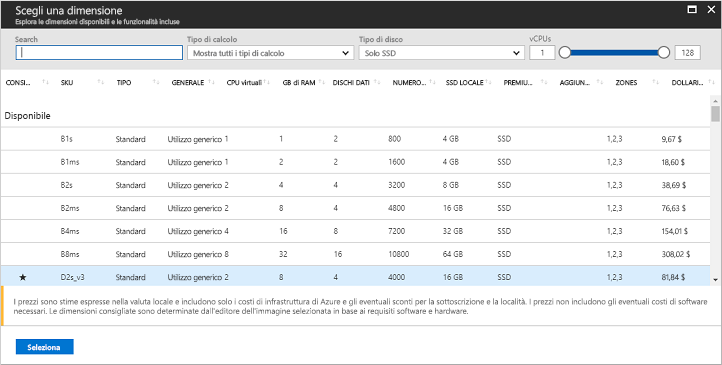 Scegli una dimensione
Esplora le dimensioni disponibili e le funzionalità incluse
Search Tipo di calcolo Tipo di disco vCPUs
Mostra tutti i tipi di calcolo Solo SSD 1 128
CONSI... SKU TIPO GENERALE CPU virtuali GB di RAM DISCHI DATI NUMERO... SSD LOCALE PREMIU... AGGIUN... ZONES DOLLARI...
Disponibile
B1s Standard Utilizzo generico 1 1 2 800 4 GB SSD 1,2,3 9,67 $
B1ms Standard Utilizzo generico 1 2 2 1600 4 GB SSD 1,2,3 18,60 $
B2s Standard Utilizzo generico 2 4 4 3200 8 GB SSD 1,2,3 38,69 $
B2ms Standard Utilizzo generico 2 8 4 4800 16 GB SSD 1,2,3 76,63 $
B4ms Standard Utilizzo generico 4 16 8 7200 32 GB SSD 1,2,3 154,01 $
B8ms Standard Utilizzo generico 8 32 16 10800 64 GB SSD 1,2,3 308,02 $
★ D2s_v3 Standard Utilizzo generico 2 8 4 4000 16 GB SSD 1,2,3 81,84 $
I prezzi sono stime espresse nella valuta locale e includono solo i costi di infrastruttura di Azure e gli eventuali sconti per la sottoscrizione e la località. I prezzi non includono gli eventuali costi di software
necessari. Le dimensioni consigliate sono determinate dall'editore dell'immagine selezionata in base ai requisiti software e hardware.
Seleziona